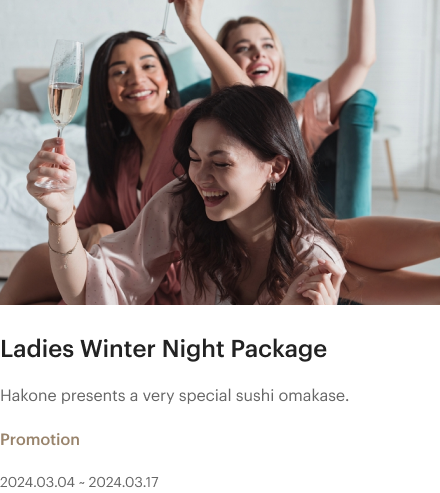 Ladies Winter Night Package
Hakone presents a very special sushi omakase.
Promotion
2024.03.04 ~ 2024.03.17